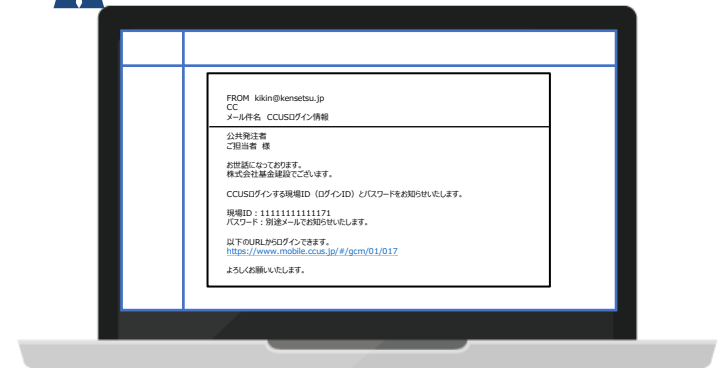 FROM kikin@kensetsu.jp
CC
メール件名 CCUSログイン情報
公共発注者
ご担当者 様
お世話になっております。
株式会社基金建設でございます。
CCUSログインする現場ID（ログインID）とパスワードをお知らせいたします。
現場ID：11111111111171
パスワード：別途メールでお知らせいたします。
以下のURLからログインできます。
https://www.mobile.ccus.jp/#/gcm/01/017
よろしくお願いいたします。